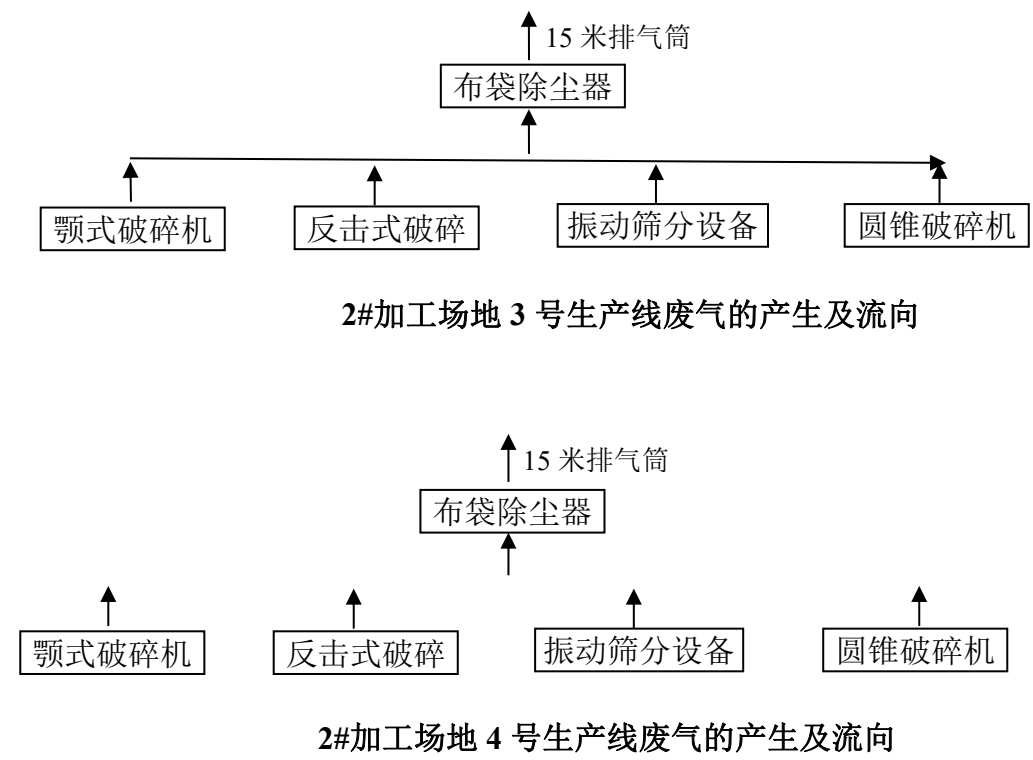 15 米排气筒
布袋除尘器
颚式破碎机 反击式破碎 振动筛分设备 圆锥破碎机
2#加工场地 3 号生产线废气的产生及流向
15 米排气筒
布袋除尘器
颚式破碎机 反击式破碎 振动筛分设备 圆锥破碎机
2#加工场地 4 号生产线废气的产生及流向